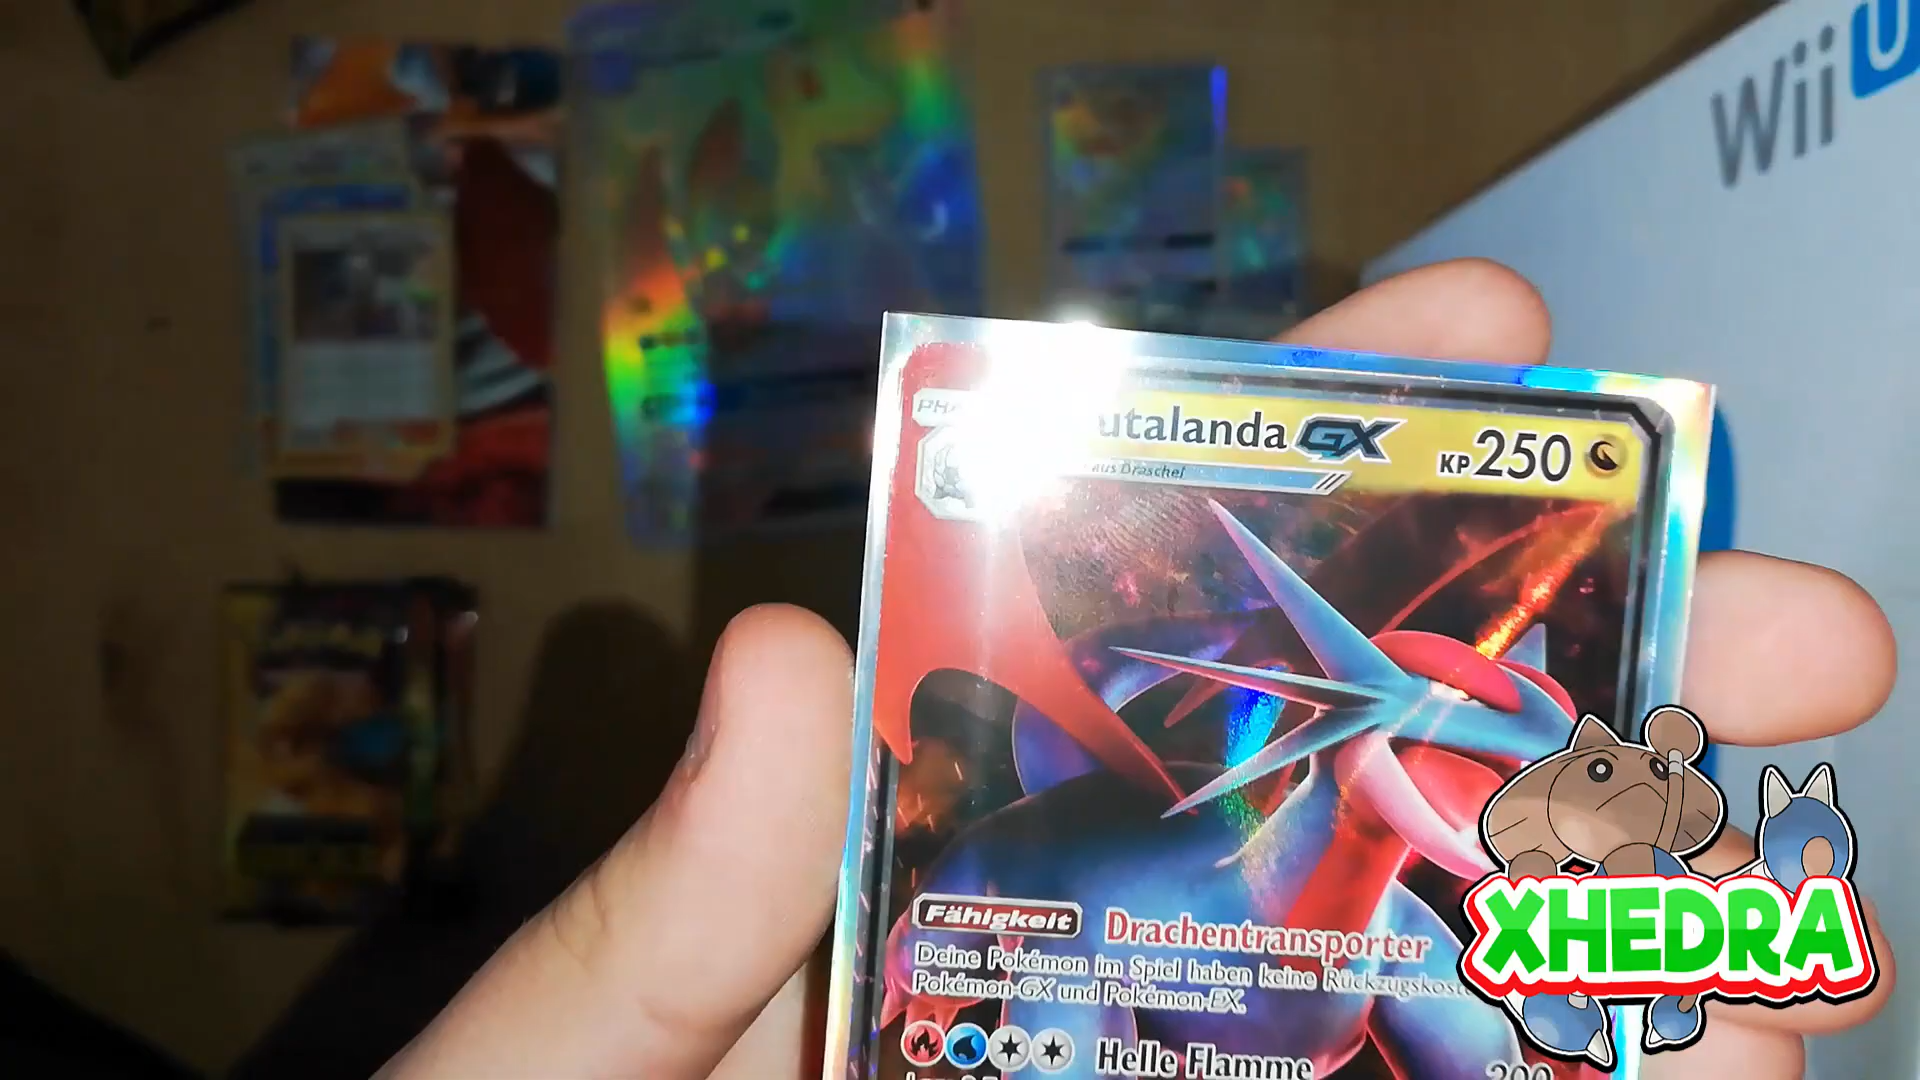 Wii U
utalanda GX KP 250
aus Draschel
Fähigkeit Drachentransporter
Deine Pokémon im Spiel haben keine
Pokémon-GX und Pokémon-EX.
Helle Flamme 200
XHEDRA